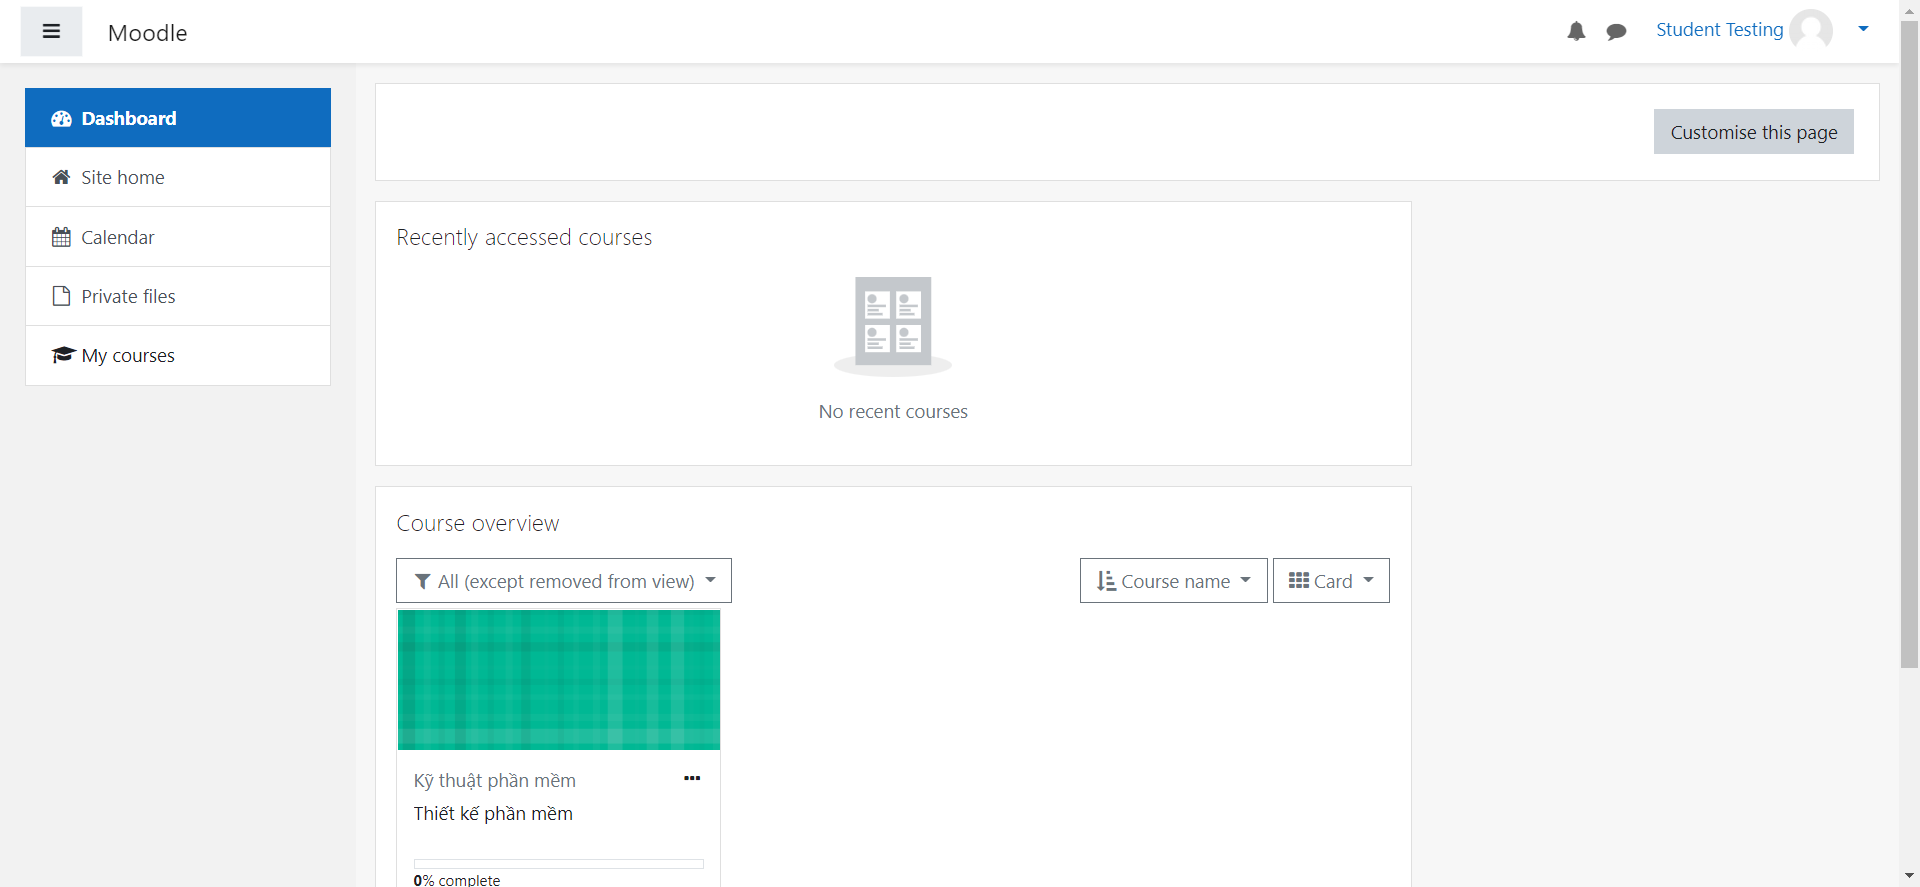 Moodle
Student Testing
Dashboard
Site home
Calendar
Private files
My courses
Customise this page
Recently accessed courses
No recent courses
Course overview
All (except removed from view)
Course name
Card
Kỹ thuật phần mềm
Thiết kế phần mềm
0% complete